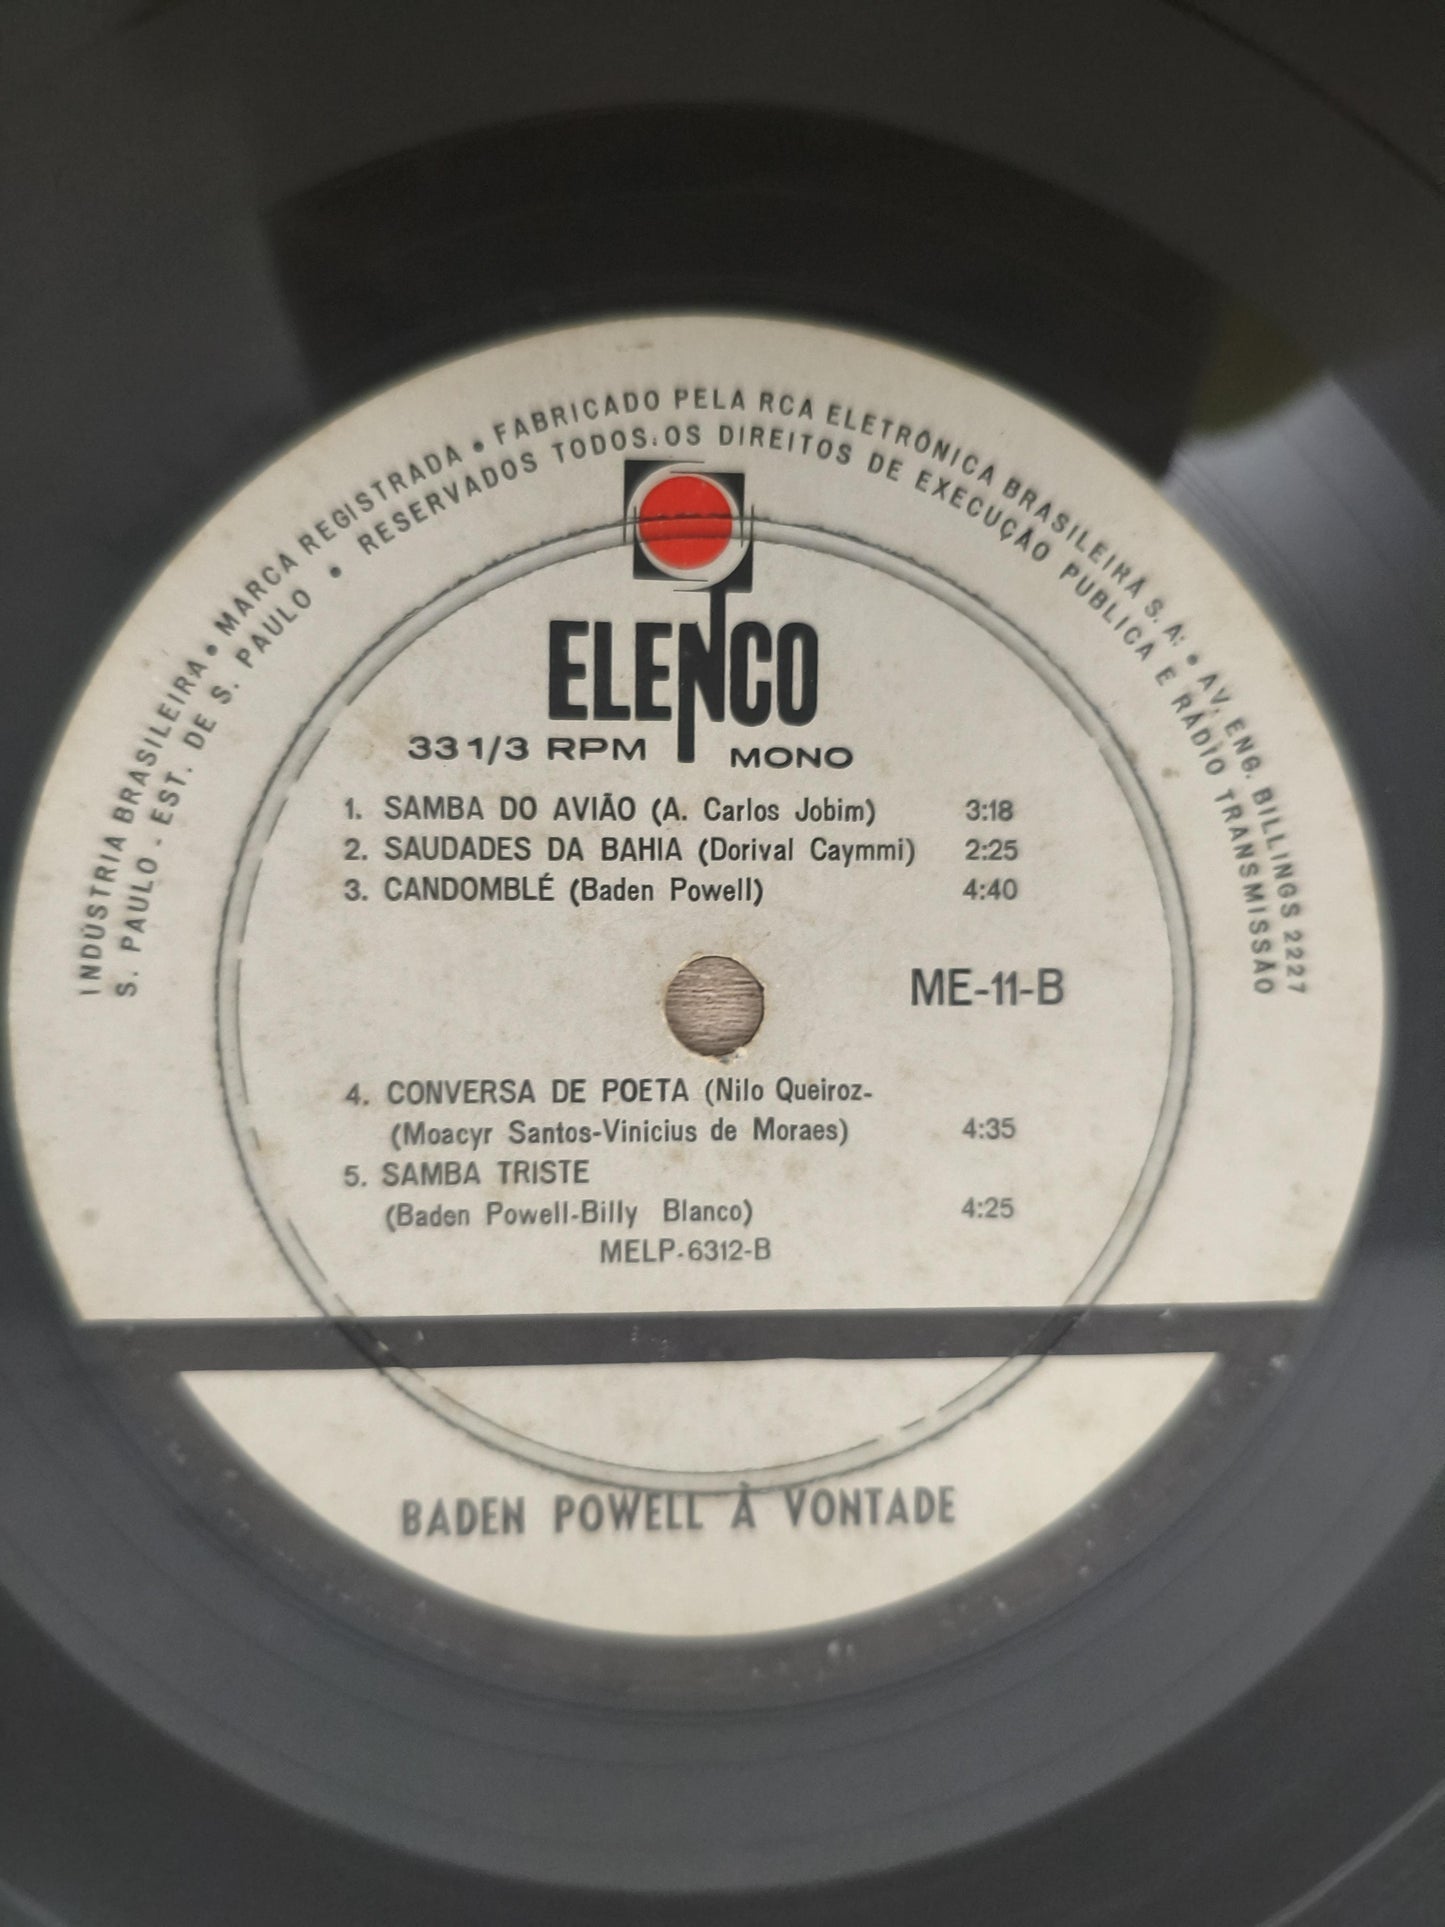 INDÚSTRIA BRASILEIRA • MARCA REGISTRADA • FABRICADO PELA RCA ELETRÔNICA BRASILEIRA S.A. • AV. ENG. BILLINGS 2227
S. PAULO - EST. DE S. PAULO • RESERVADOS TODOS OS DIREITOS DE EXECUÇÃO PUBLICA E RÁDIO TRANSMISSÃO
ELENCO
33 1/3 RPM MONO
1. SAMBA DO AVIÃO (A. Carlos Jobim) 3:18
2. SAUDADES DA BAHIA (Dorival Caymmi) 2:25
3. CANDOMBLÉ (Baden Powell) 4:40
ME-11-B
4. CONVERSA DE POETA (Nilo Queiroz-
(Moacyr Santos-Vinicius de Moraes) 4:35
5. SAMBA TRISTE
(Baden Powell-Billy Blanco) 4:25
MELP-6312-B
BADEN POWELL À VONTADE